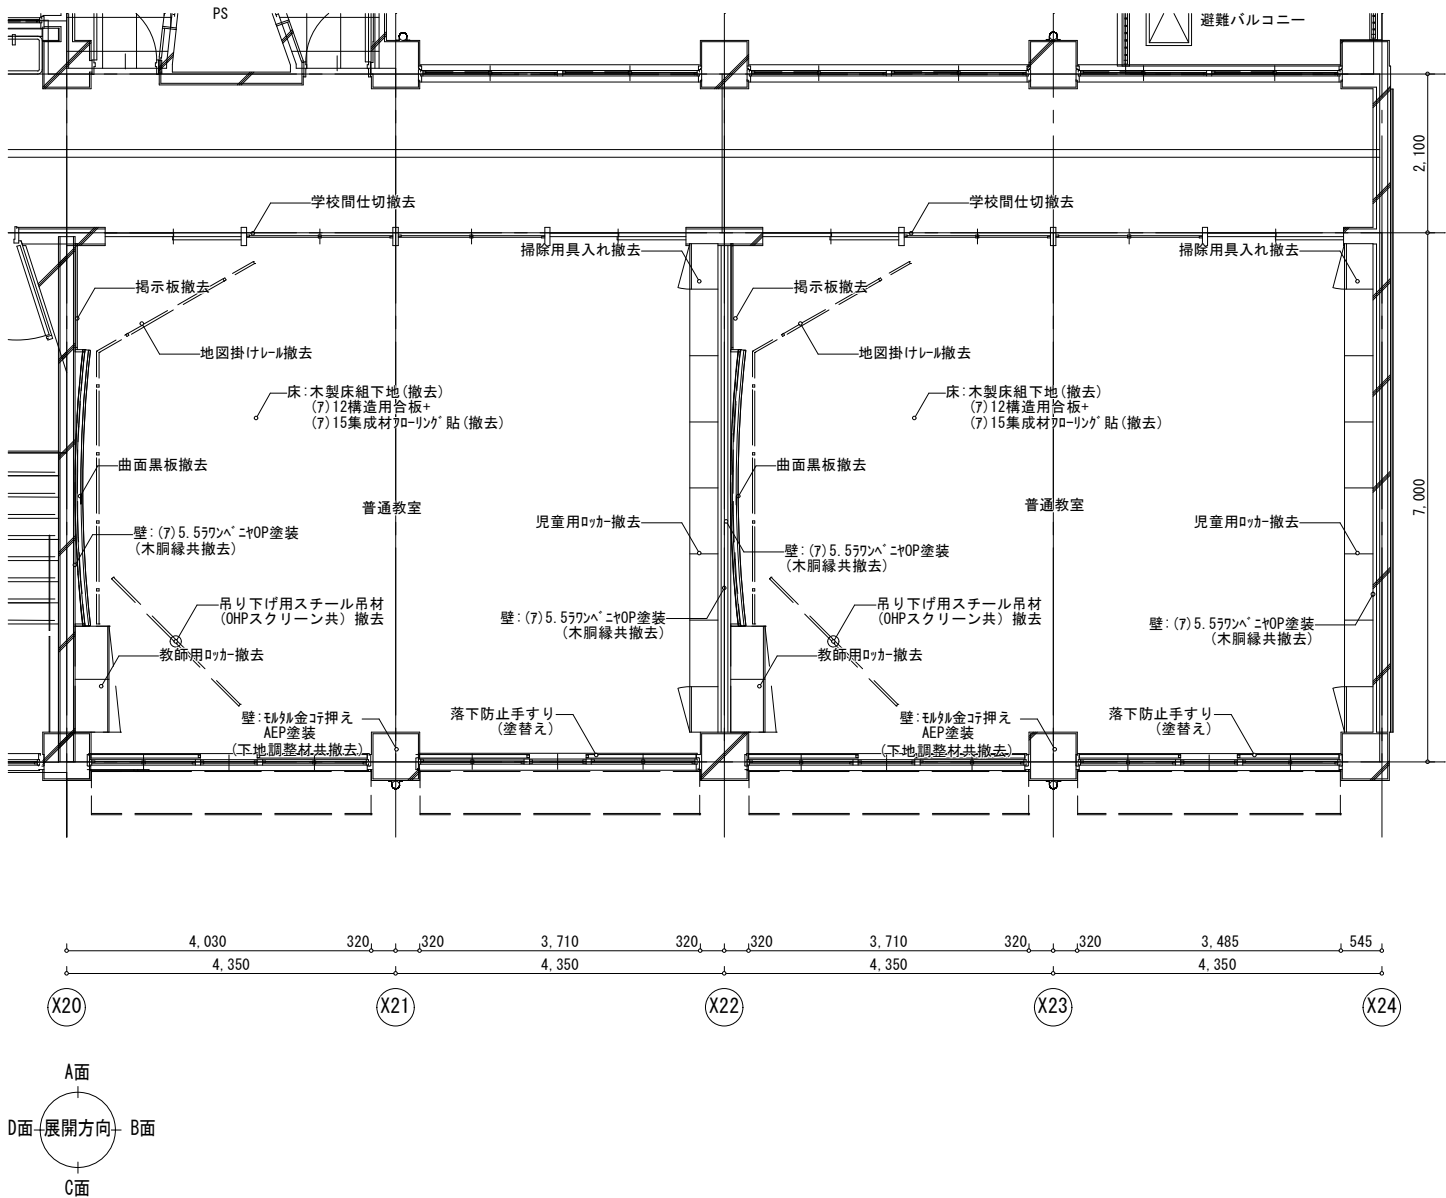 PS
避難バルコニー
2,100
学校間仕切撤去
学校間仕切撤去
掃除用具入れ撤去
掃除用具入れ撤去
掲示板撤去
掲示板撤去
地図掛けﾚｰﾙ撤去
地図掛けﾚｰﾙ撤去
床:木製床組下地(撤去)
(ｱ)12構造用合板+
(ｱ)15集成材ﾌﾛｰﾘﾝｸﾞ貼(撤去)
床:木製床組下地(撤去)
(ｱ)12構造用合板+
(ｱ)15集成材ﾌﾛｰﾘﾝｸﾞ貼(撤去)
曲面黒板撤去
曲面黒板撤去
普通教室
普通教室
7,000
児童用ﾛｯｶｰ撤去
児童用ﾛｯｶｰ撤去
壁:(ｱ)5.5ﾗﾜﾝﾍﾞﾆﾔOP塗装
(木胴縁共撤去)
壁:(ｱ)5.5ﾗﾜﾝﾍﾞﾆﾔOP塗装
(木胴縁共撤去)
吊り下げ用スチール吊材
(OHPスクリーン共) 撤去
壁:(ｱ)5.5ﾗﾜﾝﾍﾞﾆﾔOP塗装
(木胴縁共撤去)
吊り下げ用スチール吊材
(OHPスクリーン共) 撤去
壁:(ｱ)5.5ﾗﾜﾝﾍﾞﾆﾔOP塗装
(木胴縁共撤去)
教師用ﾛｯｶｰ撤去
教師用ﾛｯｶｰ撤去
壁:ﾓﾙﾀﾙ金ｺﾃ押え
AEP塗装
(下地調整材共撤去)
落下防止手すり
(塗替え)
壁:ﾓﾙﾀﾙ金ｺﾃ押え
AEP塗装
(下地調整材共撤去)
落下防止手すり
(塗替え)
4,030 320 320 3,710 320 320 3,710 320 320 3,485 545
4,350 4,350 4,350 4,350
X20 X21 X22 X23 X24
A面
D面 展開方向 B面
C面